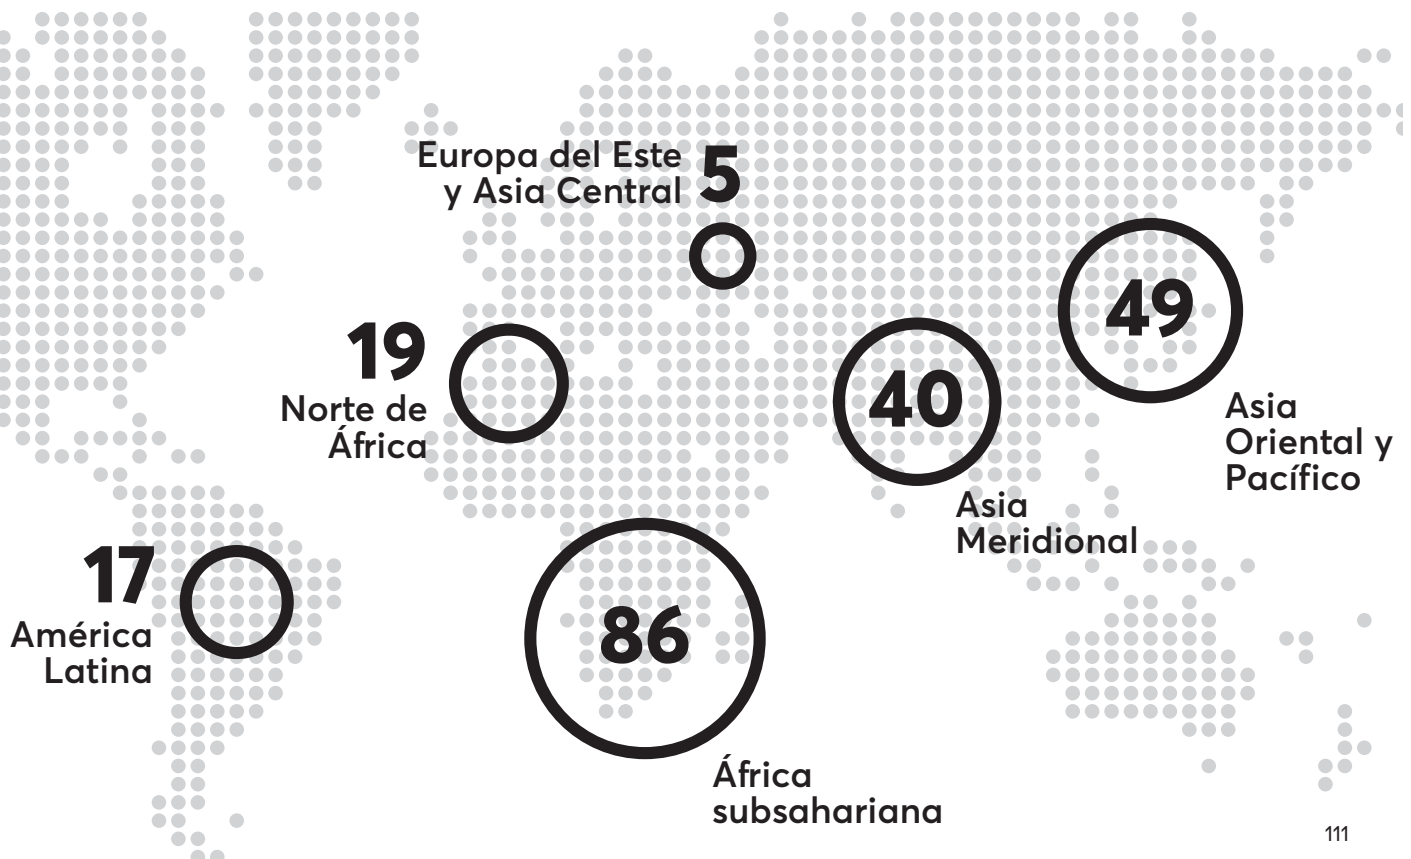 Europa del Este
y Asia Central
5
49
Asia
Oriental y
Pacífico
19
Norte de
África
40
Asia
Meridional
17
América
Latina
86
África
subsahariana
111